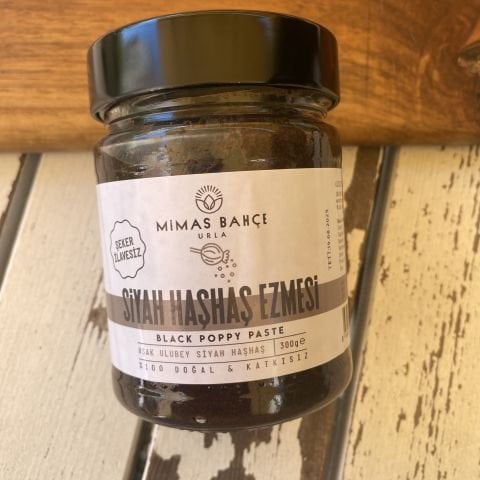 MİMAS BAHÇE
URLA
ŞEKER
İLAVESİZ
SİYAH HAŞHAŞ EZMESİ
BLACK POPPY PASTE
UŞAK ULUBEY SİYAH HAŞHAŞ
300g e
%100 DOĞAL & KATKISIZ